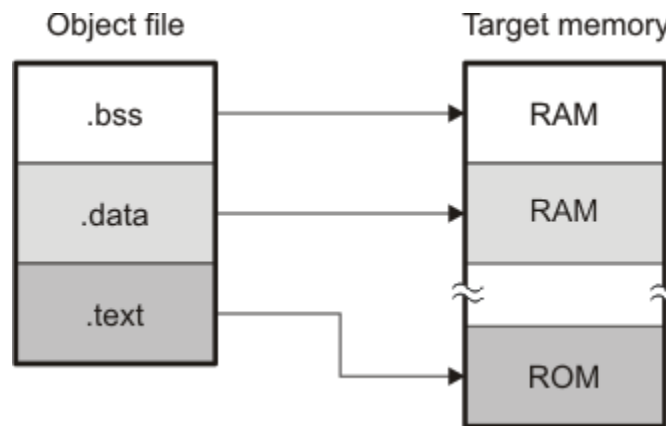 Object file
Target memory
.bss
RAM
.data
RAM
.text
ROM